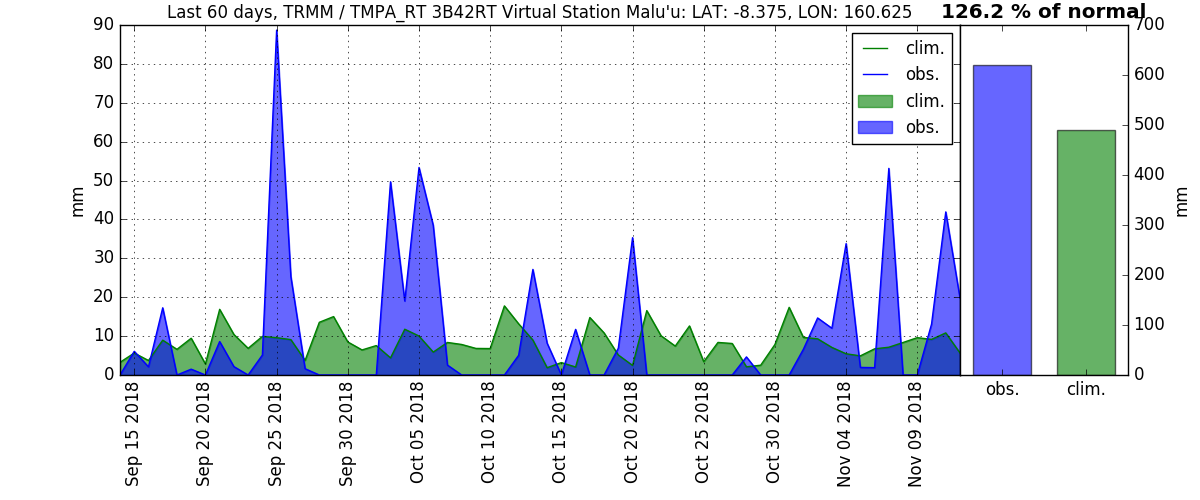 Last 60 days, TRMM / TMPA_RT 3B42RT Virtual Station Malu'u: LAT: -8.375, LON: 160.625
126.2 % of normal
90
80
70
60
50
40
30
20
10
0
mm
clim.
obs.
clim.
obs.
700
600
500
400
300
200
100
0
mm
obs.
clim.
Sep 15 2018
Sep 20 2018
Sep 25 2018
Sep 30 2018
Oct 05 2018
Oct 10 2018
Oct 15 2018
Oct 20 2018
Oct 25 2018
Oct 30 2018
Nov 04 2018
Nov 09 2018